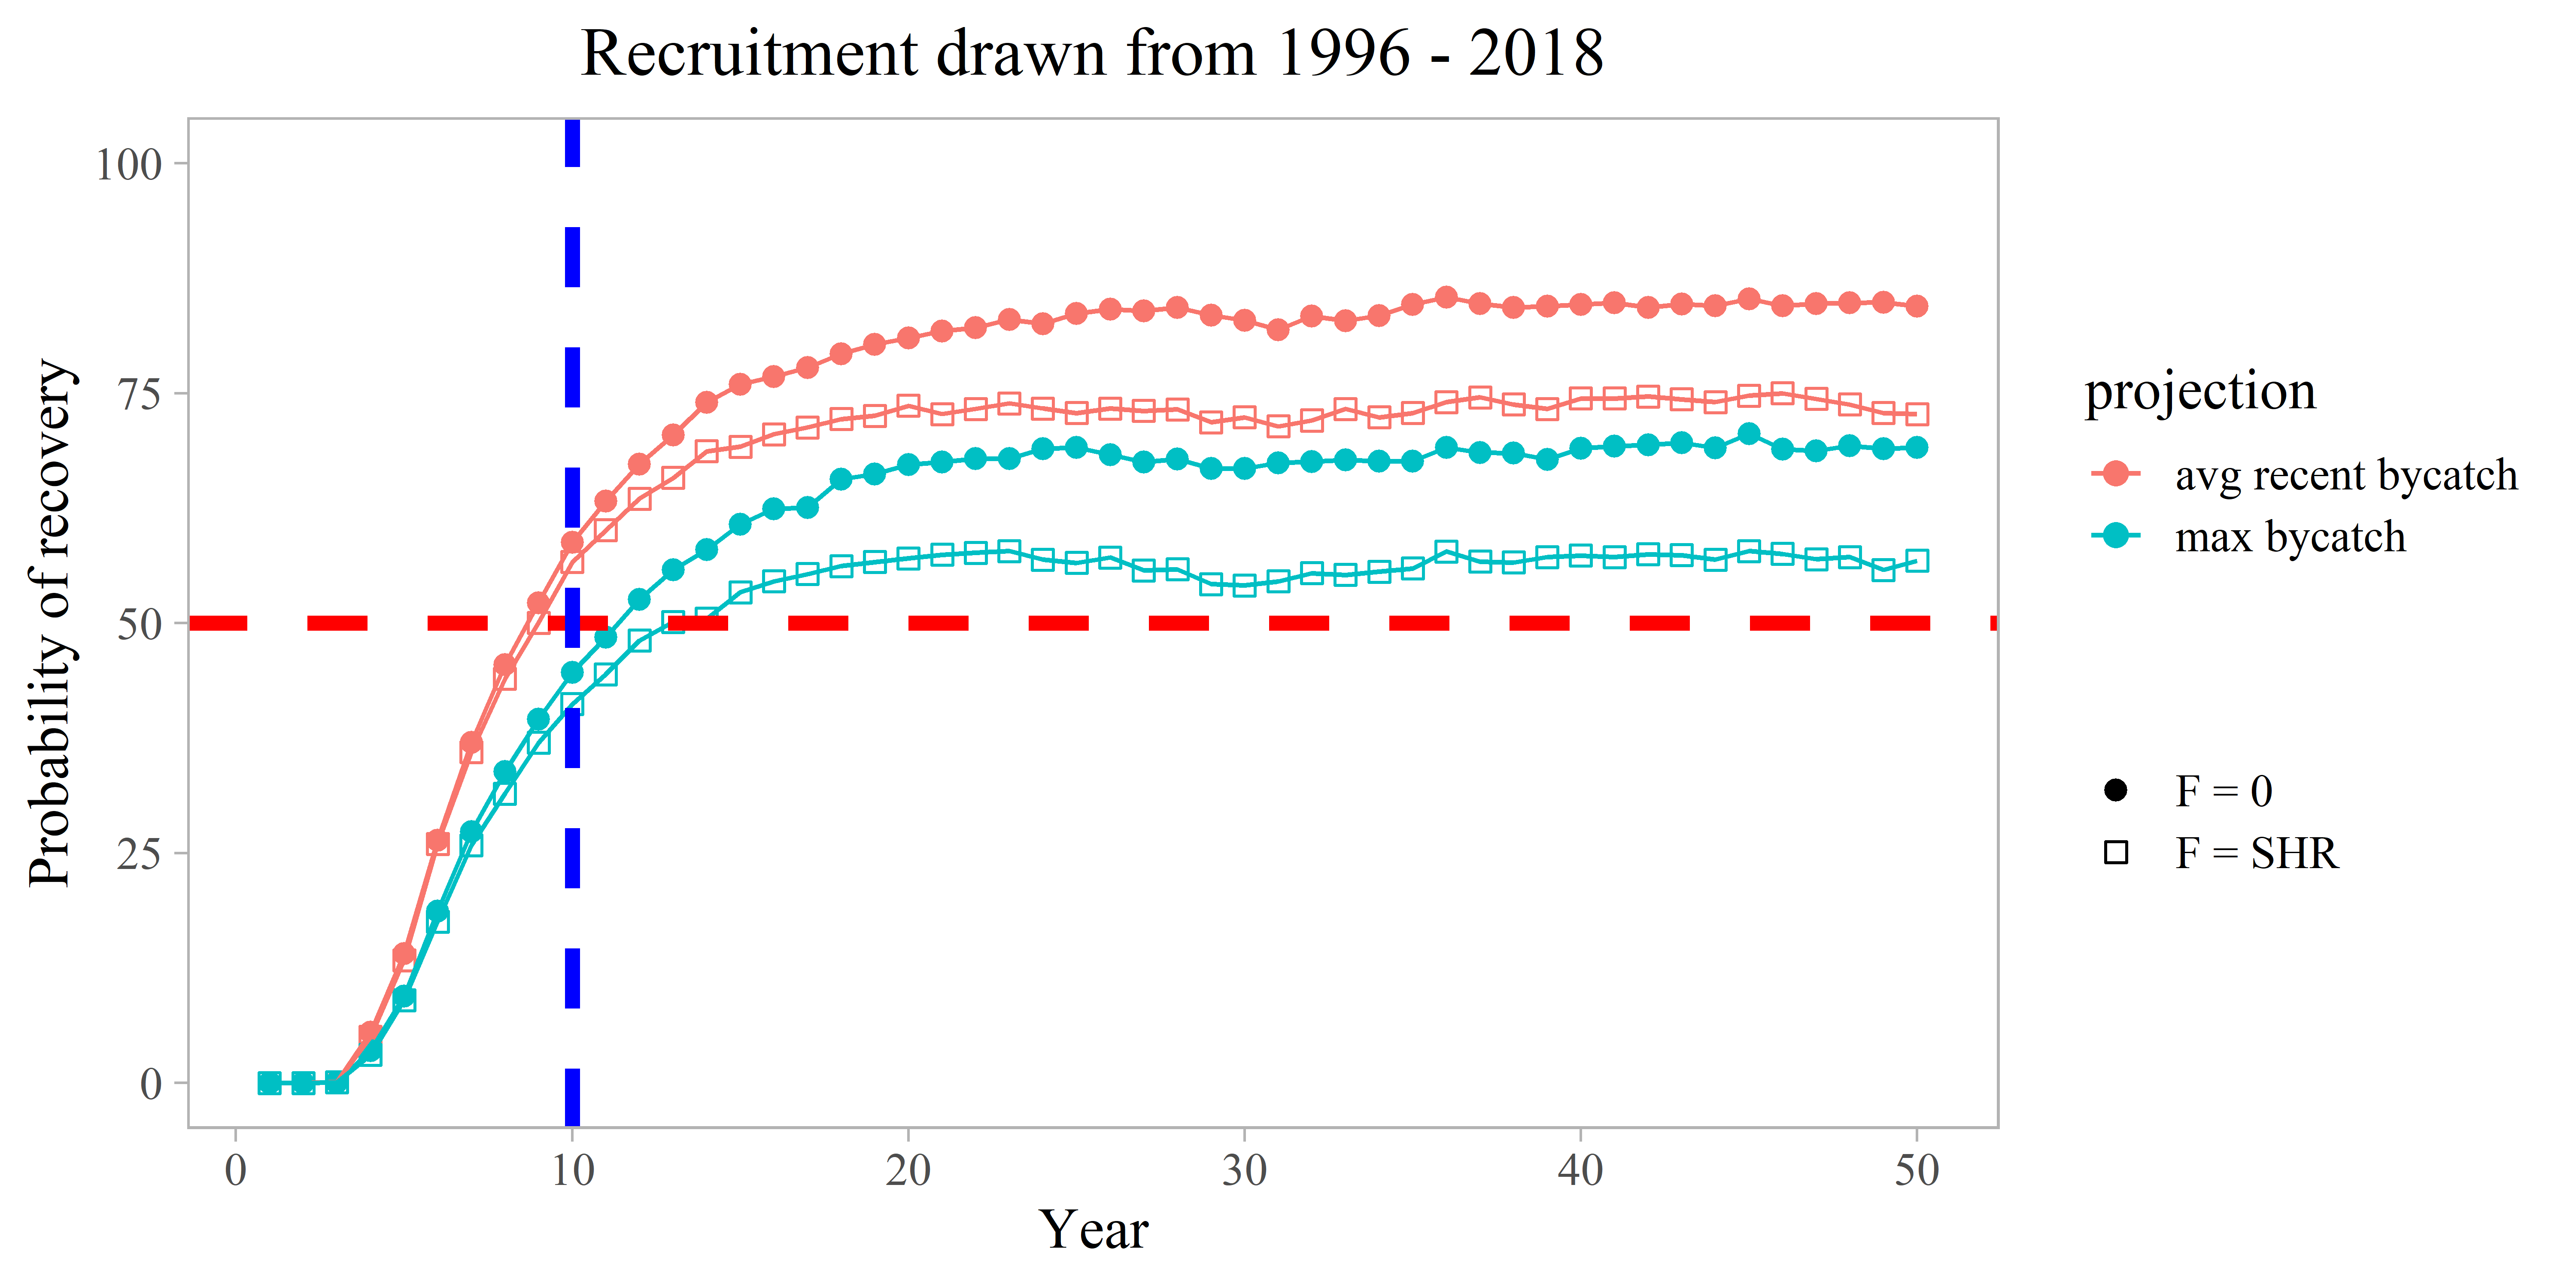 Recruitment drawn from 1996 - 2018
Probability of recovery
100
75
50
25
0
0 10 20 30 40 50
Year
projection
avg recent bycatch
max bycatch
F = 0
F = SHR